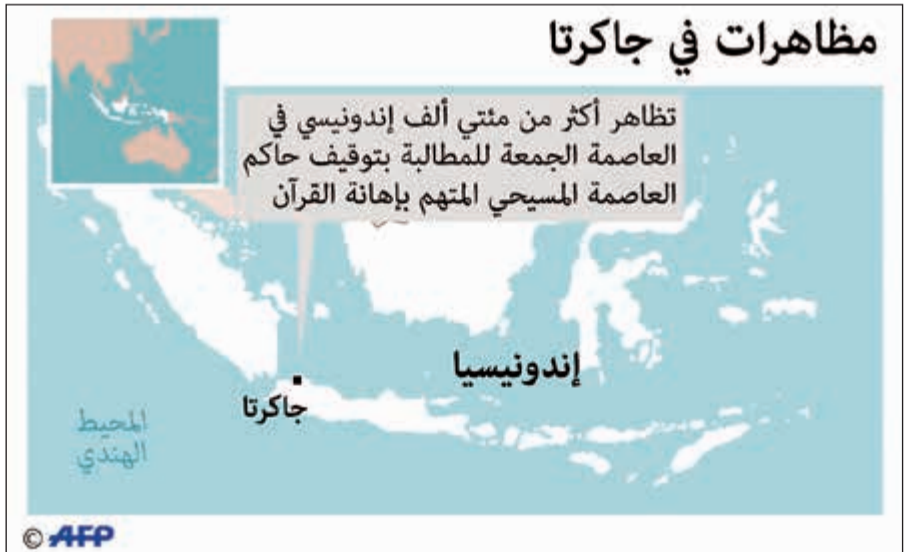 مظاهرات في جاكرتا
تظاهر أكثر من مئتي ألف إندونيسي في
العاصمة الجمعة للمطالبة بتوقيف حاكم
العاصمة المسيحي المتهم بإهانة القرآن
إندونيسيا
جاكرتا
المحيط
الهندي
© AFP